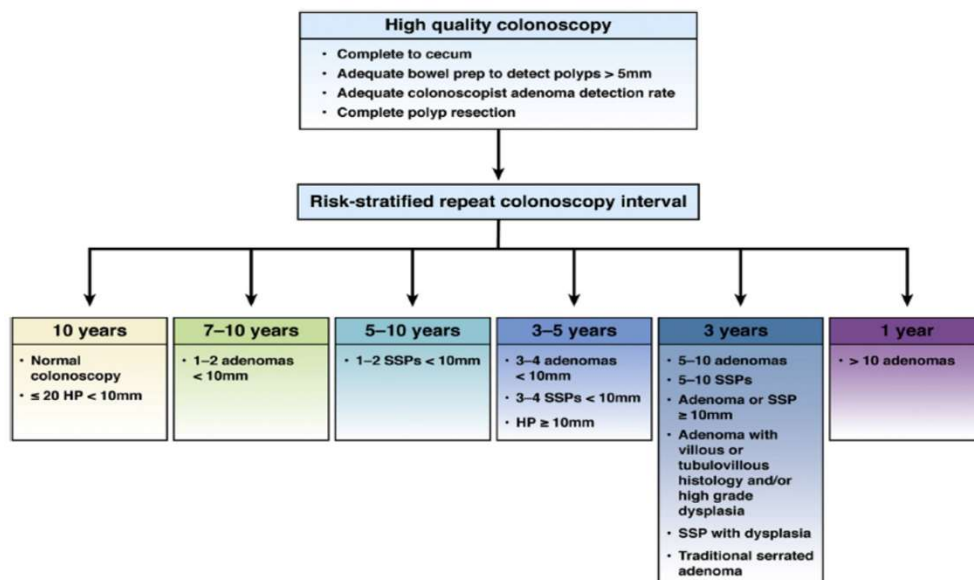 High quality colonoscopy
• Complete to cecum
• Adequate bowel prep to detect polyps > 5mm
• Adequate colonoscopist adenoma detection rate
• Complete polyp resection
Risk-stratified repeat colonoscopy interval
10 years
• Normal
colonoscopy
• ≤ 20 HP < 10mm
7–10 years
• 1–2 adenomas
< 10mm
5–10 years
• 1–2 SSPs < 10mm
3–5 years
• 3–4 adenomas
< 10mm
• 3–4 SSPs < 10mm
• HP ≥ 10mm
3 years
• 5–10 adenomas
• 5–10 SSPs
• Adenoma or SSP
≥ 10mm
• Adenoma with
villous or
tubulovillous
histology and/or
high grade
dysplasia
• SSP with dysplasia
• Traditional serrated
adenoma
1 year
• > 10 adenomas